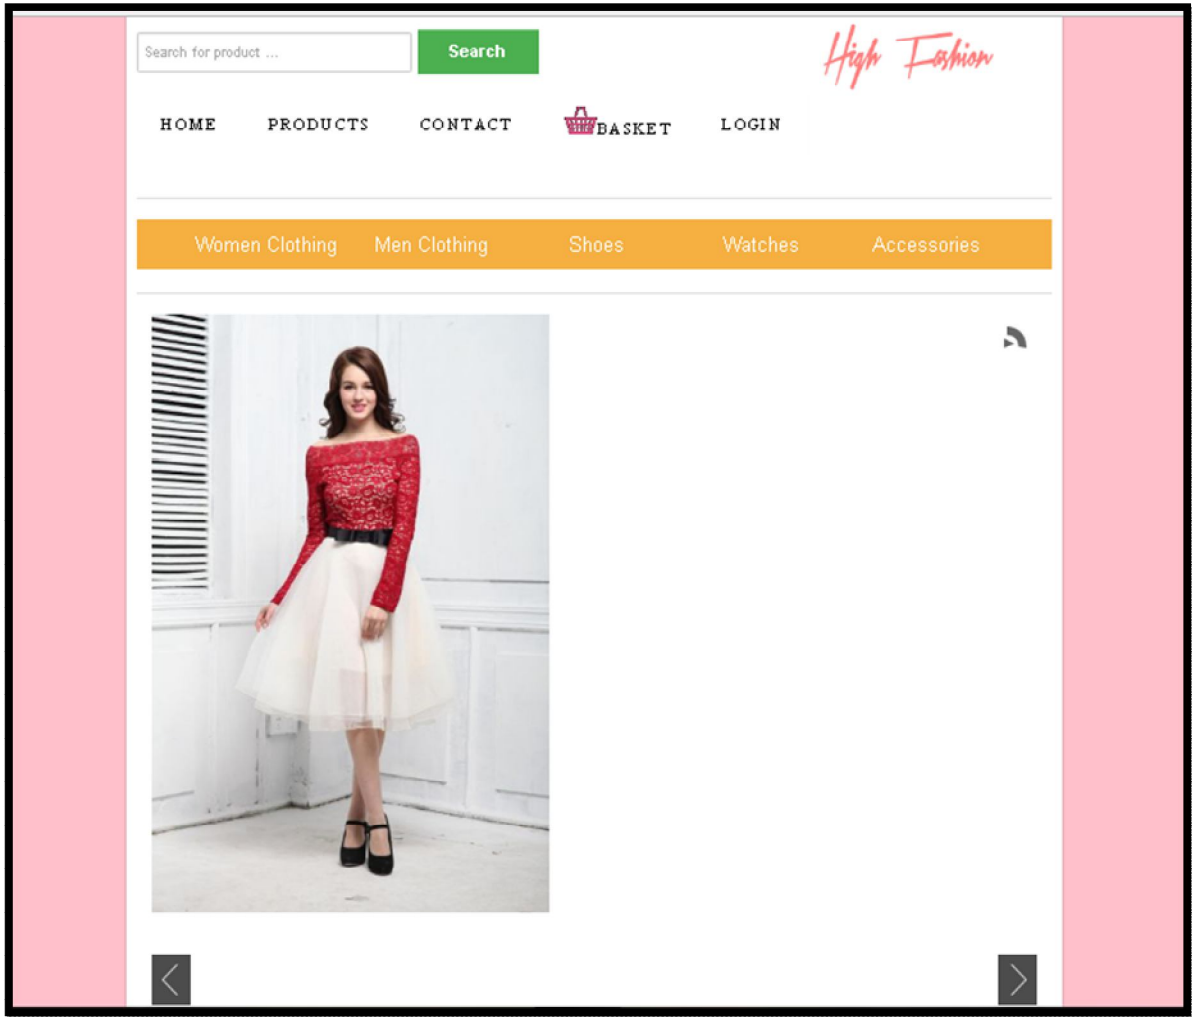 Search for product ... Search High Fashion
HOME PRODUCTS CONTACT BASKET LOGIN
Women Clothing Men Clothing Shoes Watches Accessories